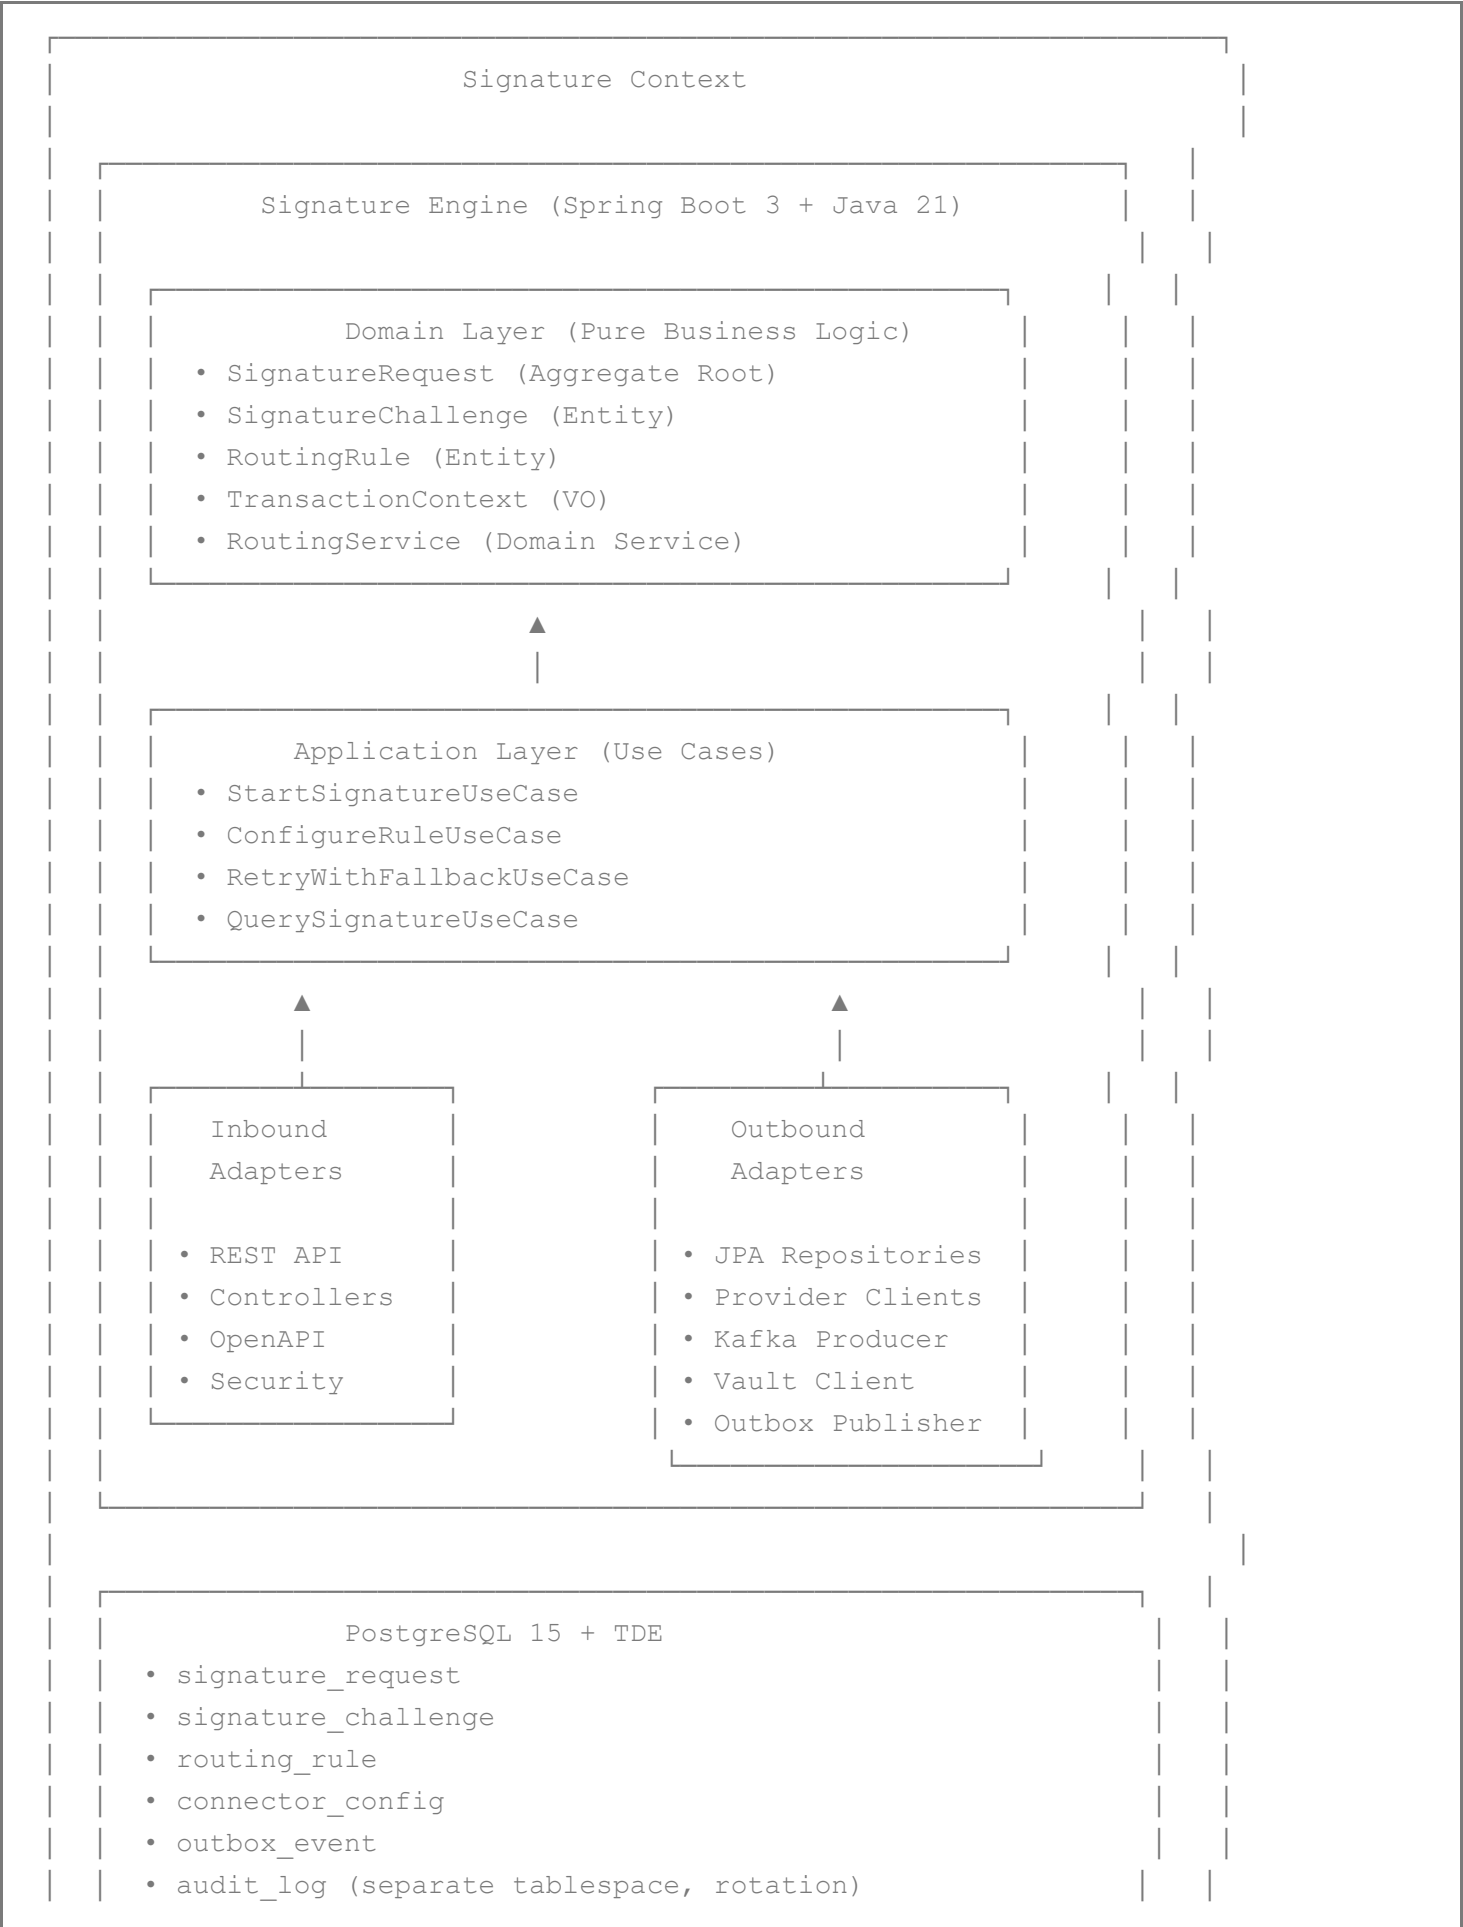 Signature Context
Signature Engine (Spring Boot 3 + Java 21)
Domain Layer (Pure Business Logic)
• SignatureRequest (Aggregate Root)
• SignatureChallenge (Entity)
• RoutingRule (Entity)
• TransactionContext (VO)
• RoutingService (Domain Service)
▲
Application Layer (Use Cases)
• StartSignatureUseCase
• ConfigureRuleUseCase
• RetryWithFallbackUseCase
• QuerySignatureUseCase
▲ ▲
Inbound
Adapters
• REST API
• Controllers
• OpenAPI
• Security
Outbound
Adapters
• JPA Repositories
• Provider Clients
• Kafka Producer
• Vault Client
• Outbox Publisher
PostgreSQL 15 + TDE
• signature_request
• signature_challenge
• routing_rule
• connector_config
• outbox_event
• audit_log (separate tablespace, rotation)